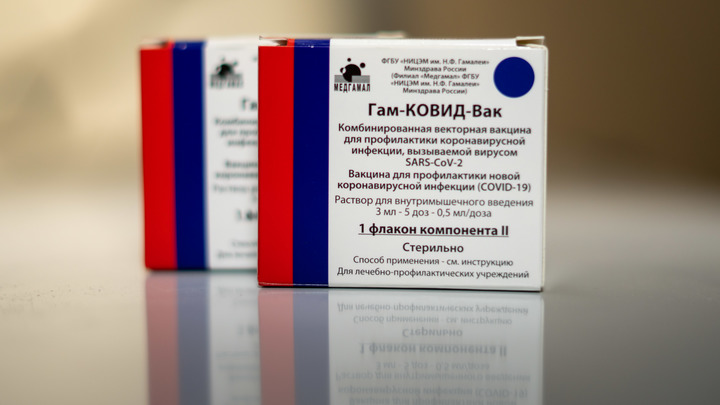 ФГБУ «НИЦЭМ им. Н.Ф. Гамалеи»
Минздрава России
(Филиал «Медгамал» ФГБУ
«НИЦЭМ им. Н.Ф. Гамалеи»
Минздрава России)
МЕДГАМАЛ
Гам-КОВИД-Вак
Комбинированная векторная вакцина
для профилактики коронавирусной
инфекции, вызываемой вирусом
SARS-CoV-2
Вакцина для профилактики новой
коронавирусной инфекции (COVID-19)
Раствор для внутримышечного введения
3 мл - 5 доз - 0,5 мл/доза
1 флакон компонента II
Стерильно
Способ применения - см. инструкцию
Для лечебно-профилактических учреждений